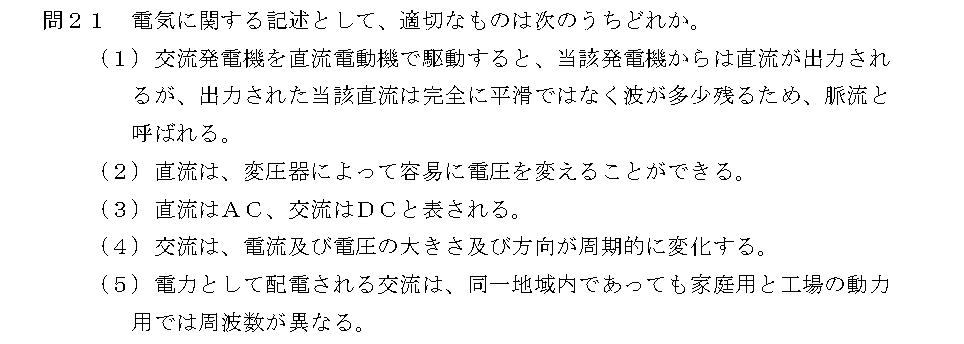 問21　電気に関する記述として、適切なものは次のうちどれか。
（1）交流発電機を直流電動機で駆動すると、当該発電機からは直流が出力され
るが、出力された当該直流は完全に平滑ではなく波が多少残るため、脈流と
呼ばれる。
（2）直流は、変圧器によって容易に電圧を変えることができる。
（3）直流はＡＣ、交流はＤＣと表される。
（4）交流は、電流及び電圧の大きさ及び方向が周期的に変化する。
（5）電力として配電される交流は、同一地域内であっても家庭用と工場の動力
用では周波数が異なる。